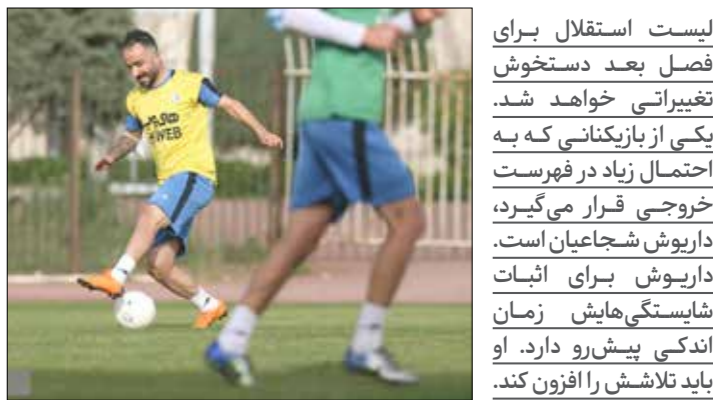 لیست استقلال برای
فصل بعد دستخوش
تغییراتی خواهد شد.
یکی از بازیکنانی که به
احتمال زیاد در فهرست
خروجی قرار می‌گیرد،
داریوش شجاعیان است.
داریوش برای اثبات
شایستگی‌هایش زمان
اندکی پیش‌رو دارد. او
باید تلاشش را افزون کند.
WEB